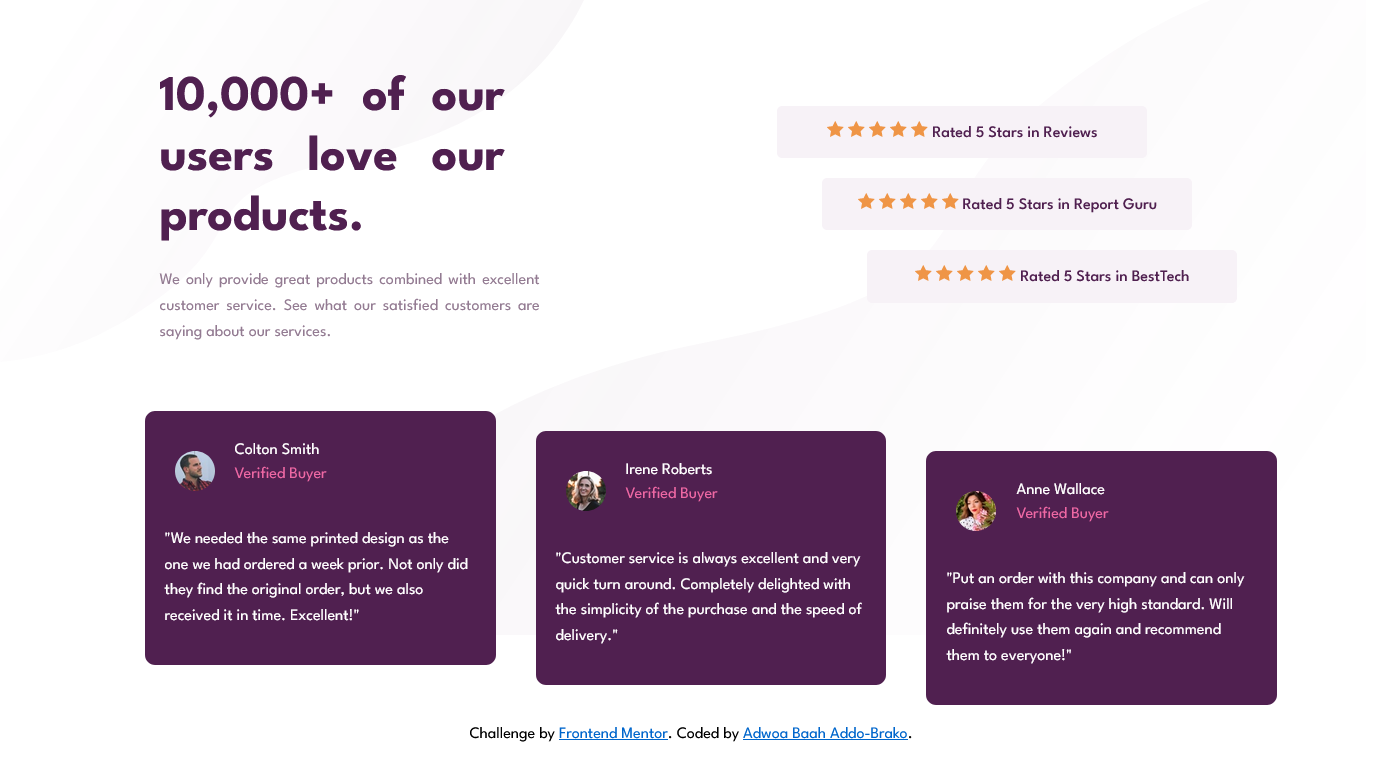 10,000+ of our
users love our
products.
We only provide great products combined with excellent
customer service. See what our satisfied customers are
saying about our services.
Rated 5 Stars in Reviews
Rated 5 Stars in Report Guru
Rated 5 Stars in BestTech
Colton Smith
Verified Buyer
"We needed the same printed design as the
one we had ordered a week prior. Not only did
they find the original order, but we also
received it in time. Excellent!"
Irene Roberts
Verified Buyer
"Customer service is always excellent and very
quick turn around. Completely delighted with
the simplicity of the purchase and the speed of
delivery."
Anne Wallace
Verified Buyer
"Put an order with this company and can only
praise them for the very high standard. Will
definitely use them again and recommend
them to everyone!"
Challenge by Frontend Mentor. Coded by Adwoa Baah Addo-Brako.